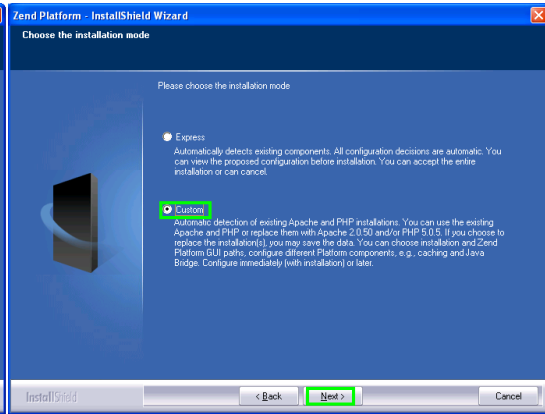 Zend Platform - InstallShield Wizard
Choose the installation mode
Please choose the installation mode
Express
Automatically detects existing components. All configuration decisions are automatic. You
can view the proposed configuration before installation. You can accept the entire
installation or can cancel.
Custom
Automatic detection of existing Apache and PHP installations. You can use the existing
Apache and PHP or replace them with Apache 2.0.50 and/or PHP 5.0.5. If you choose to
replace the installation(s), you may save the data. You can choose installation and Zend
Platform GUI paths, configure different Platform components, e.g., caching and Java
Bridge. Configure immediately (with installation) or later.
InstallShield
< Back
Next >
Cancel